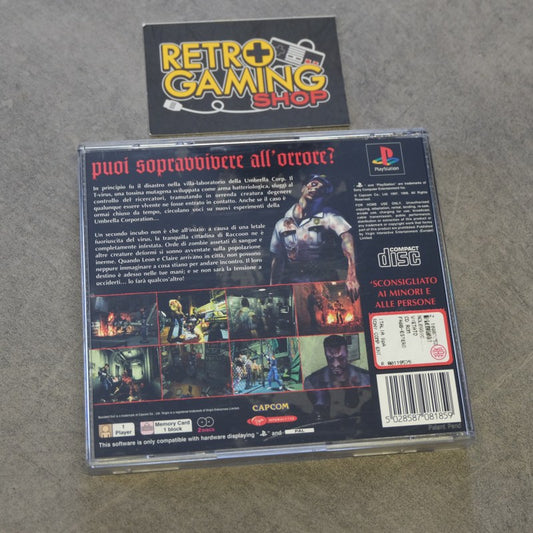 RETRO
GAMING
SHOP
puoi sopravvivere all'orrore?
In principio fu il disastro nella villa-laboratorio della Umbrella Corp. Il
T-virus, una tossina mutagena sviluppata come arma batteriologica, sfuggì al
controllo dei ricercatori, tramutando in orrenda creatura degenere
qualunque essere vivente ne fosse entrato in contatto. Anche se il caso è
ormai chiuso da tempo, circolano voci su nuovi esperimenti della
Umbrella Corporation...
Un secondo incubo non è che all'inizio: a causa di una letale
fuoriuscita del virus, la tranquilla cittadina di Raccoon ne è
completamente infestata. Orde di zombie assetati di sangue e
altre creature deformi si sono avventate sulla popolazione
inerme. Quando Leon e Claire arrivano in città, non possono
neppure immaginare a cosa stiano per andare incontro. Il loro
destino è adesso nelle tue mani; e se non sarà la tensione a
ucciderti... lo farà qualcos'altro!
PlayStation
COMPACT
disc
'SCONSIGLIATO
AI MINORI E
ALLE PERSONE
CAPCOM
Virgin
1
Player
Memory Card
1 block
2 Discs
This software is only compatible with hardware displaying
and
PAL
5 028587 081859
Patent Pend